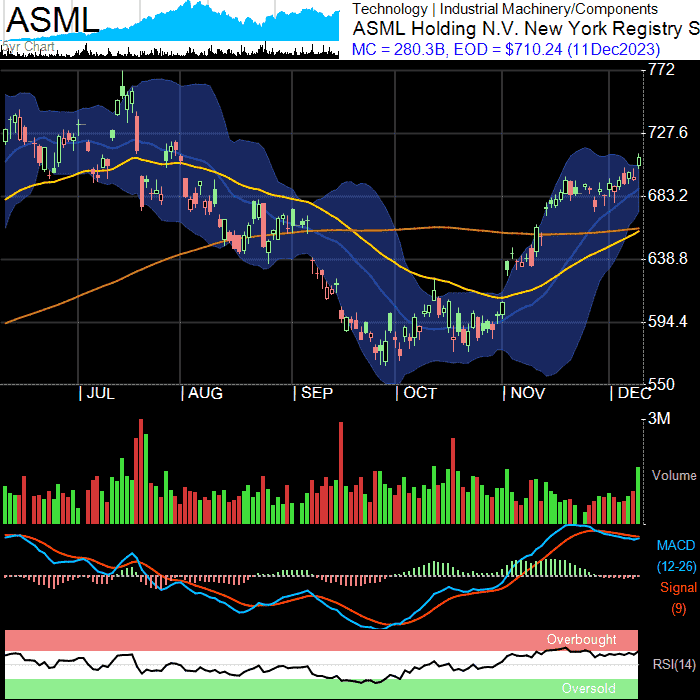 ASML
5yr Chart
Technology | Industrial Machinery/Components
ASML Holding N.V. New York Registry S
MC = 280.3B, EOD = $710.24 (11Dec2023)
772
727.6
683.2
638.8
594.4
550
| JUL | AUG | SEP | OCT | NOV | DEC
3M
Volume
MACD
(12-26)
Signal
(9)
Overbought
RSI(14)
Oversold